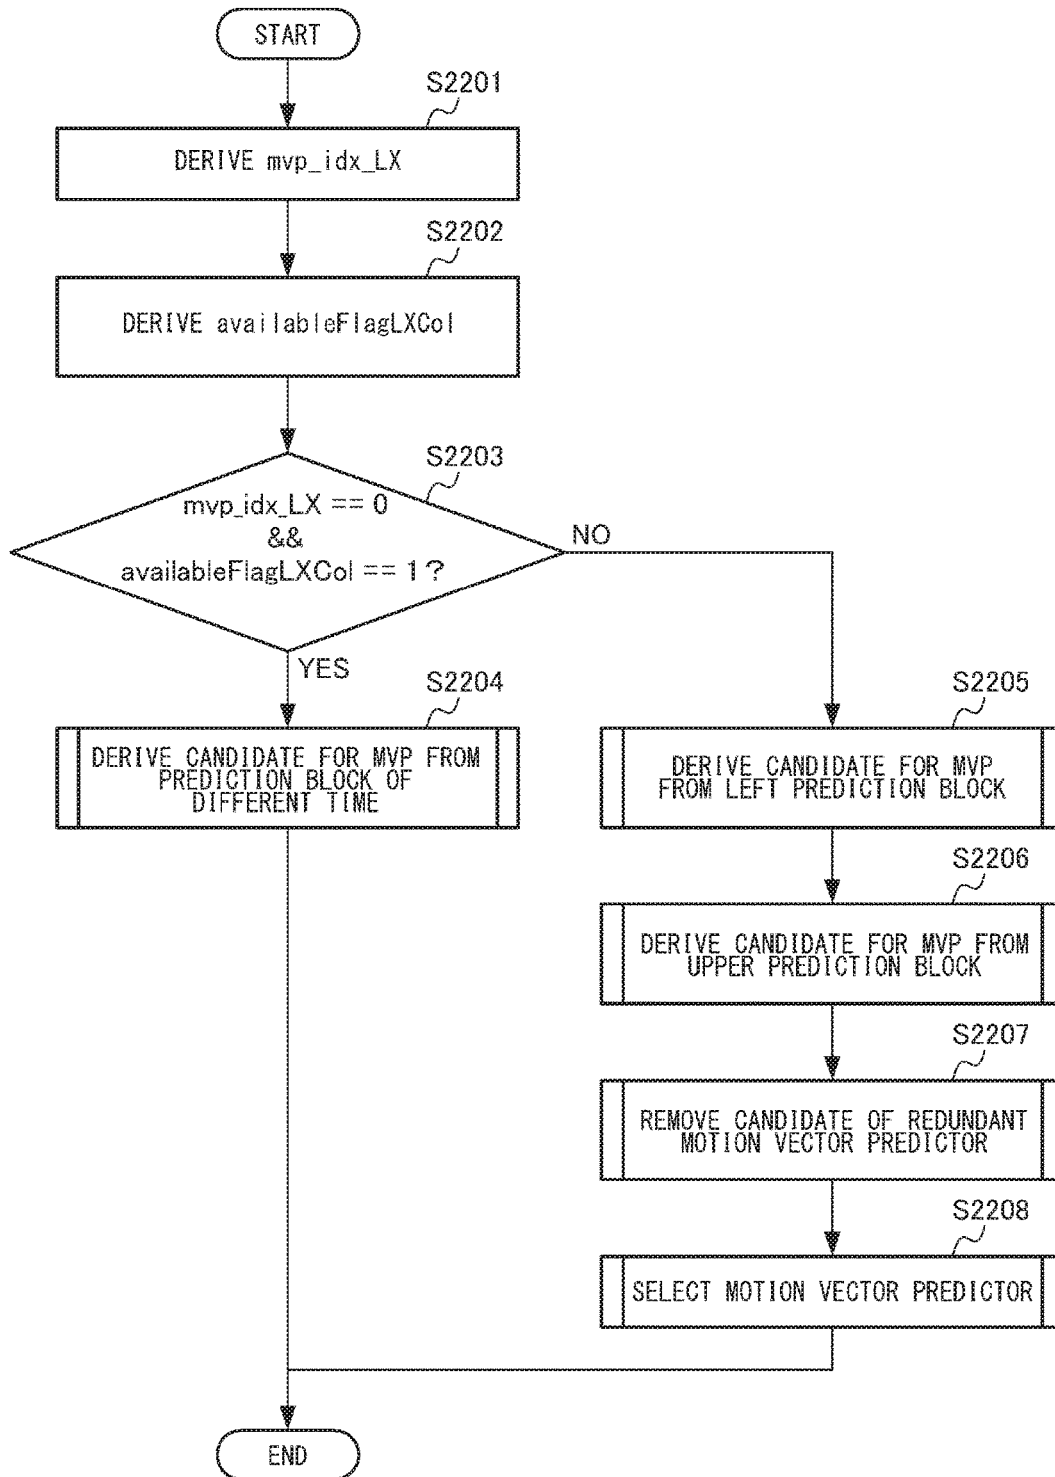 START
S2201
DERIVE mvp_idx_LX
S2202
DERIVE availableFlagLXCol
S2203
mvp_idx_LX == 0
&&
availableFlagLXCol == 1?
NO
YES
S2204
DERIVE CANDIDATE FOR MVP FROM
PREDICTION BLOCK OF
DIFFERENT TIME
S2205
DERIVE CANDIDATE FOR MVP
FROM LEFT PREDICTION BLOCK
S2206
DERIVE CANDIDATE FOR MVP FROM
UPPER PREDICTION BLOCK
S2207
REMOVE CANDIDATE OF REDUNDANT
MOTION VECTOR PREDICTOR
S2208
SELECT MOTION VECTOR PREDICTOR
END